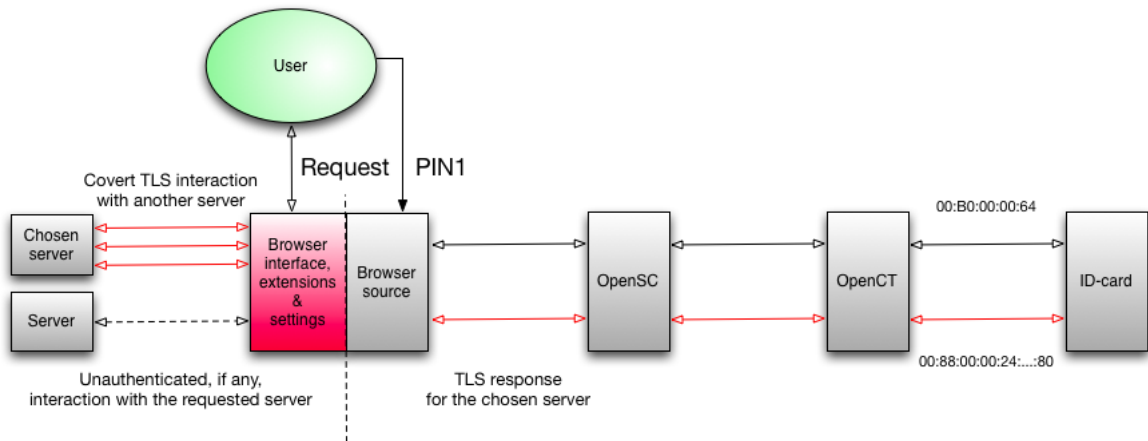 User
Request
PIN1
Covert TLS interaction
with another server
Chosen
server
Server
Browser
interface,
extensions
&
settings
Browser
source
OpenSC
OpenCT
ID-card
00:B0:00:00:64
00:88:00:00:24:...:80
Unauthenticated, if any,
interaction with the requested server
TLS response
for the chosen server